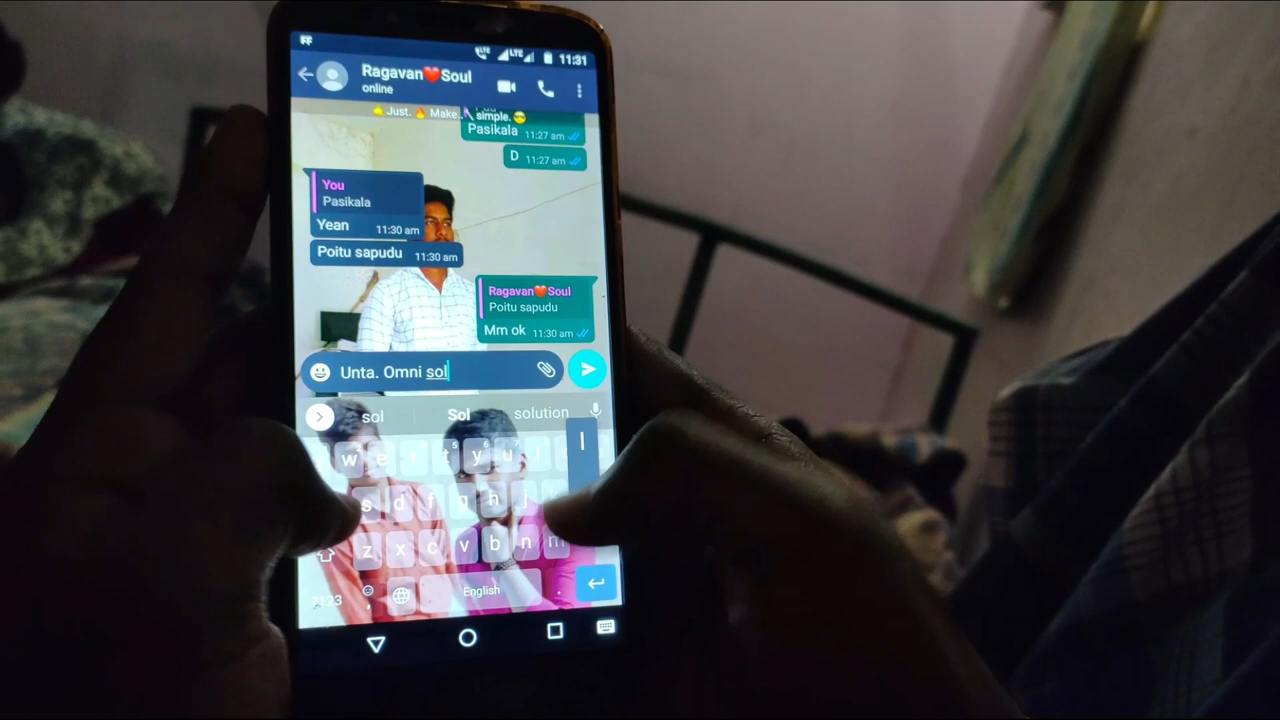 11:31
Ragavan❤️Soul
online
👍 Just. 🔥 Make. simple. 😎
Pasikala 11:27 am
D 11:27 am
You
Pasikala
Yean 11:30 am
Poitu sapudu 11:30 am
Ragavan❤️Soul
Poitu sapudu
Mm ok 11:30 am
Unta. Omni sol
sol Sol solution
w e r t y u i l
s d f g h j
z x c v b n m
?123 , English .